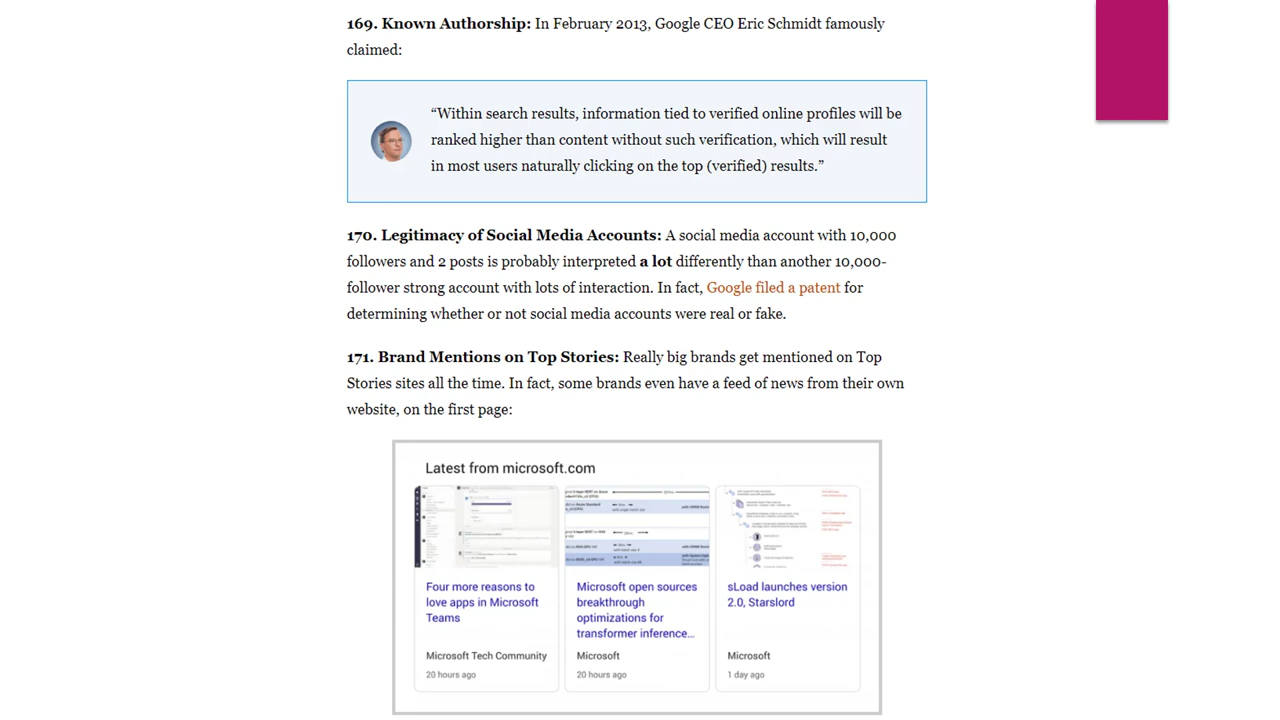 169. Known Authorship: In February 2013, Google CEO Eric Schmidt famously
claimed:
“Within search results, information tied to verified online profiles will be
ranked higher than content without such verification, which will result
in most users naturally clicking on the top (verified) results.”
170. Legitimacy of Social Media Accounts: A social media account with 10,000
followers and 2 posts is probably interpreted a lot differently than another 10,000-
follower strong account with lots of interaction. In fact, Google filed a patent for
determining whether or not social media accounts were real or fake.
171. Brand Mentions on Top Stories: Really big brands get mentioned on Top
Stories sites all the time. In fact, some brands even have a feed of news from their own
website, on the first page:
Latest from microsoft.com
Four more reasons to
love apps in Microsoft
Teams
Microsoft Tech Community
20 hours ago
Microsoft open sources
breakthrough
optimizations for
transformer inference...
Microsoft
20 hours ago
sLoad launches version
2.0, Starslord
Microsoft
1 day ago